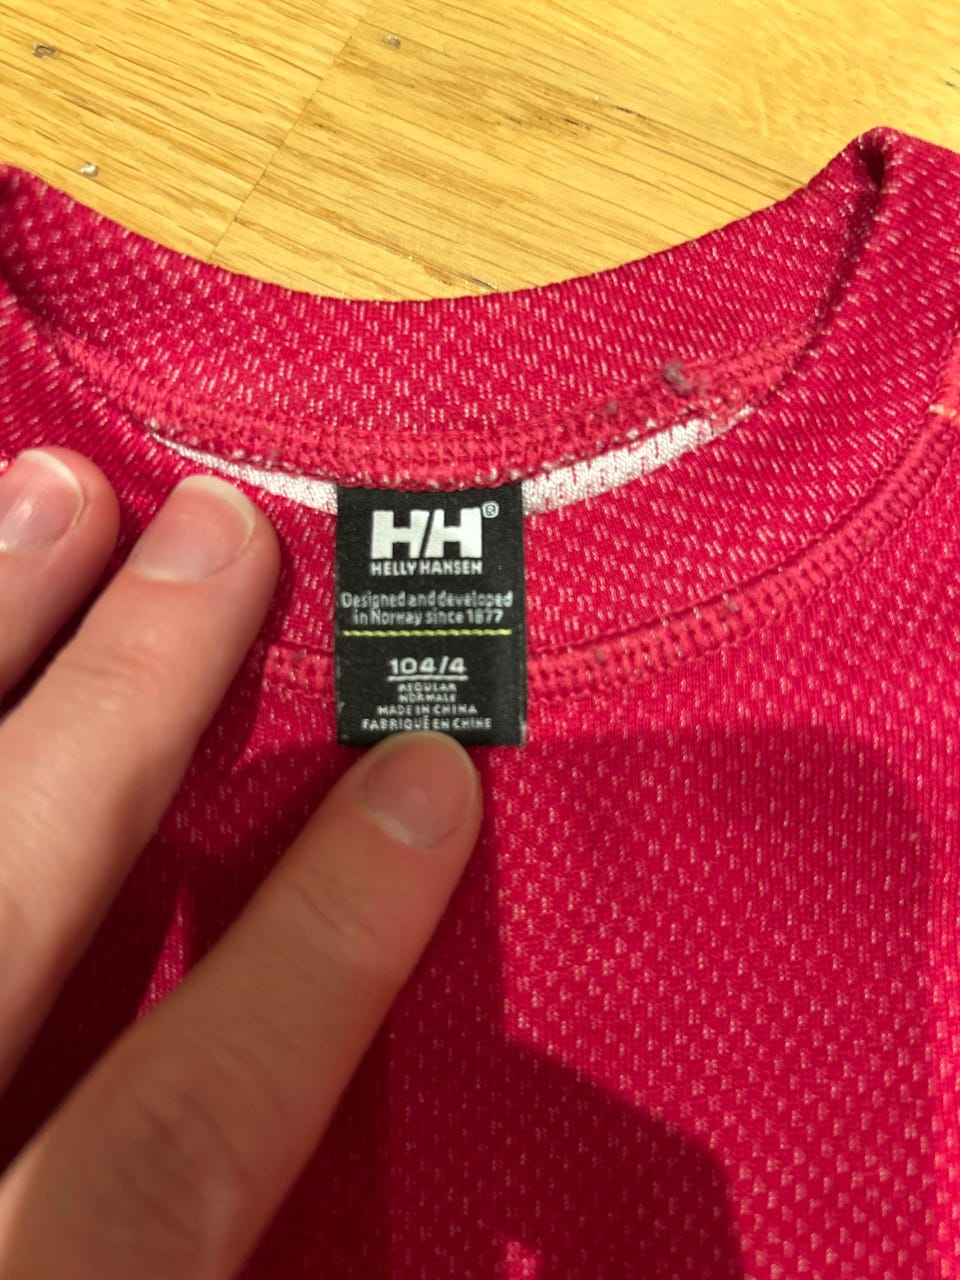 HH®
HELLY HANSEN
Designed and developed
in Norway since 1877
104/4
REGULAR
NORMALE
MADE IN CHINA
FABRIQUÉ EN CHINE